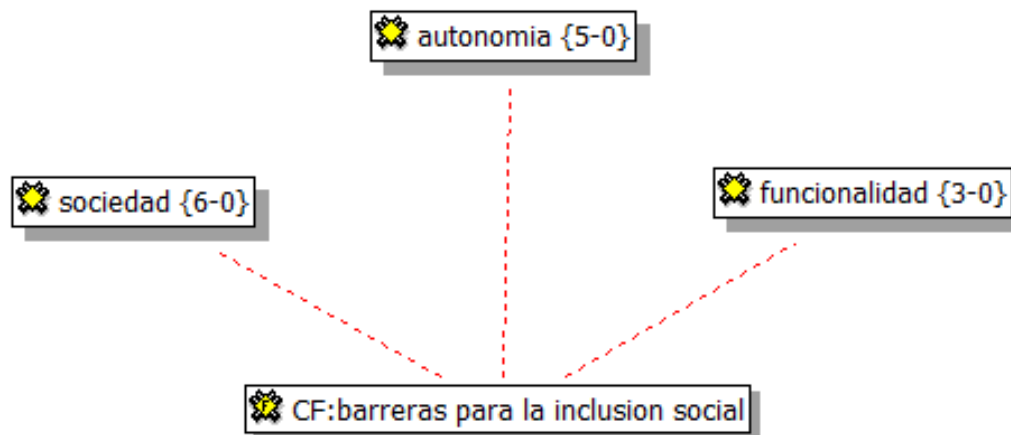 autonomia {5-0}
sociedad {6-0}
funcionalidad {3-0}
CF:barreras para la inclusion social